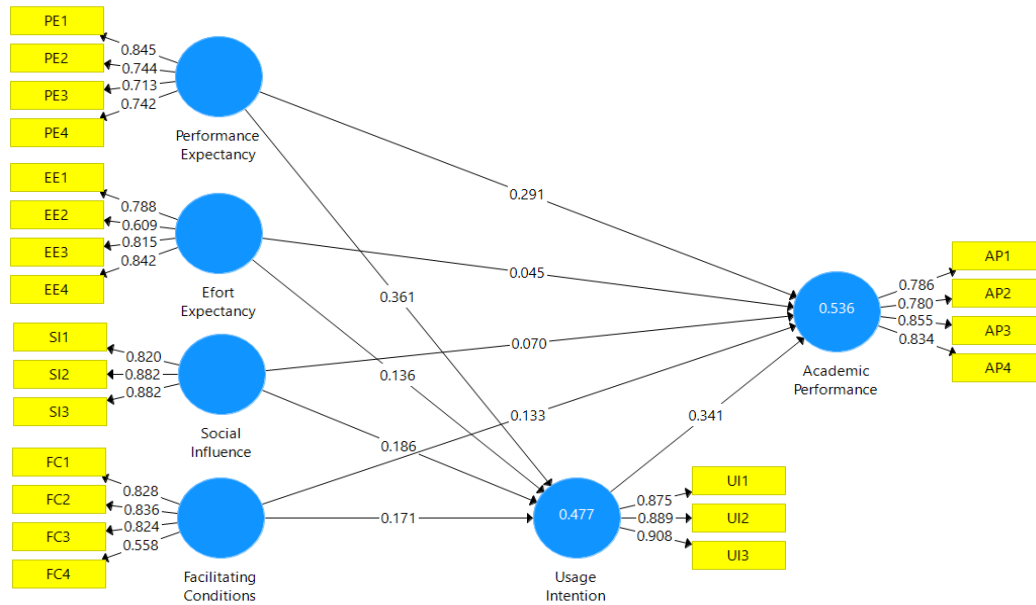 PE1
PE2
PE3
PE4
0.845
0.744
0.713
0.742
Performance
Expectancy
EE1
EE2
EE3
EE4
0.788
0.609
0.815
0.842
Efort
Expectancy
SI1
SI2
SI3
0.820
0.882
0.882
Social
Influence
FC1
FC2
FC3
FC4
0.828
0.836
0.824
0.558
Facilitating
Conditions
0.291
0.045
0.361
0.070
0.136
0.133
0.186
0.341
0.171
0.477
Usage
Intention
0.875
0.889
0.908
UI1
UI2
UI3
0.536
Academic
Performance
0.786
0.780
0.855
0.834
AP1
AP2
AP3
AP4